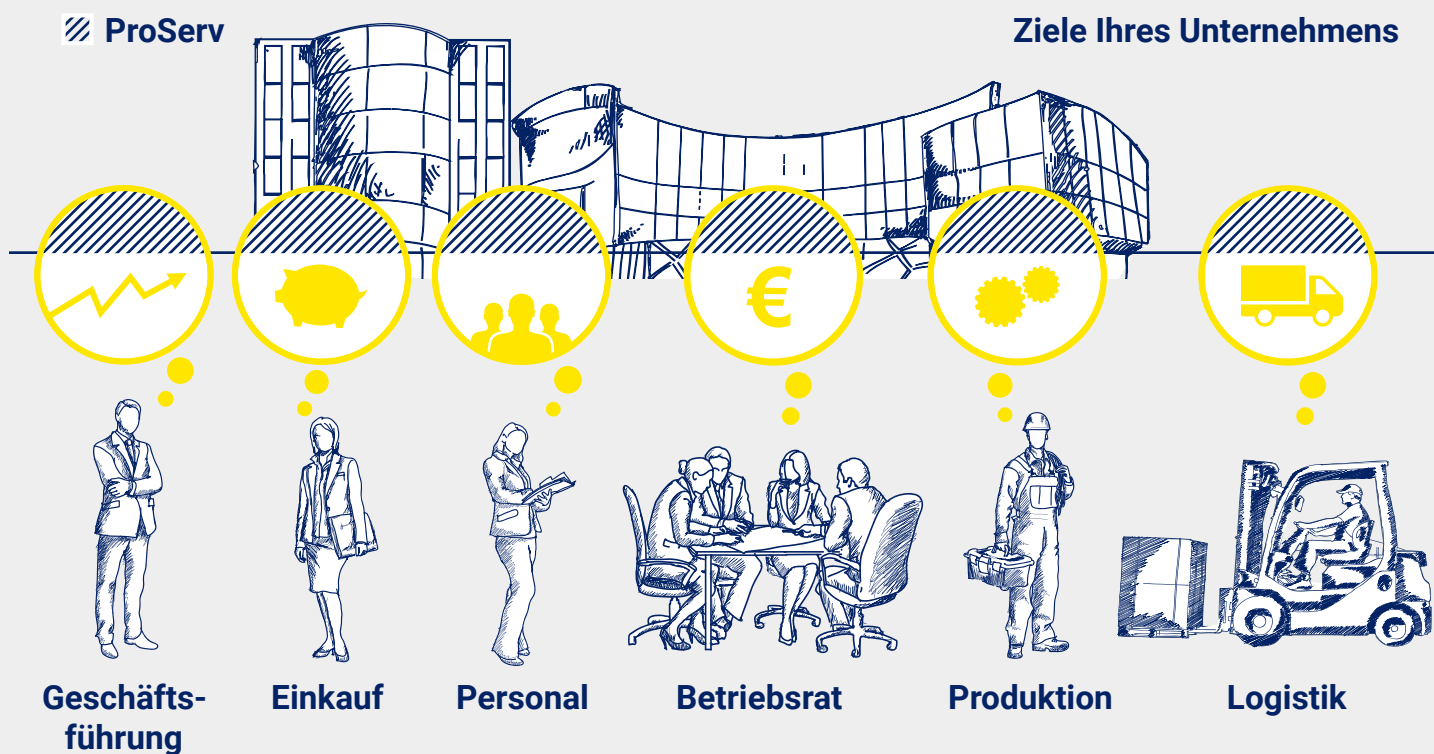 ProServ
Ziele Ihres Unternehmens
€
Geschäfts-
führung
Einkauf
Personal
Betriebsrat
Produktion
Logistik